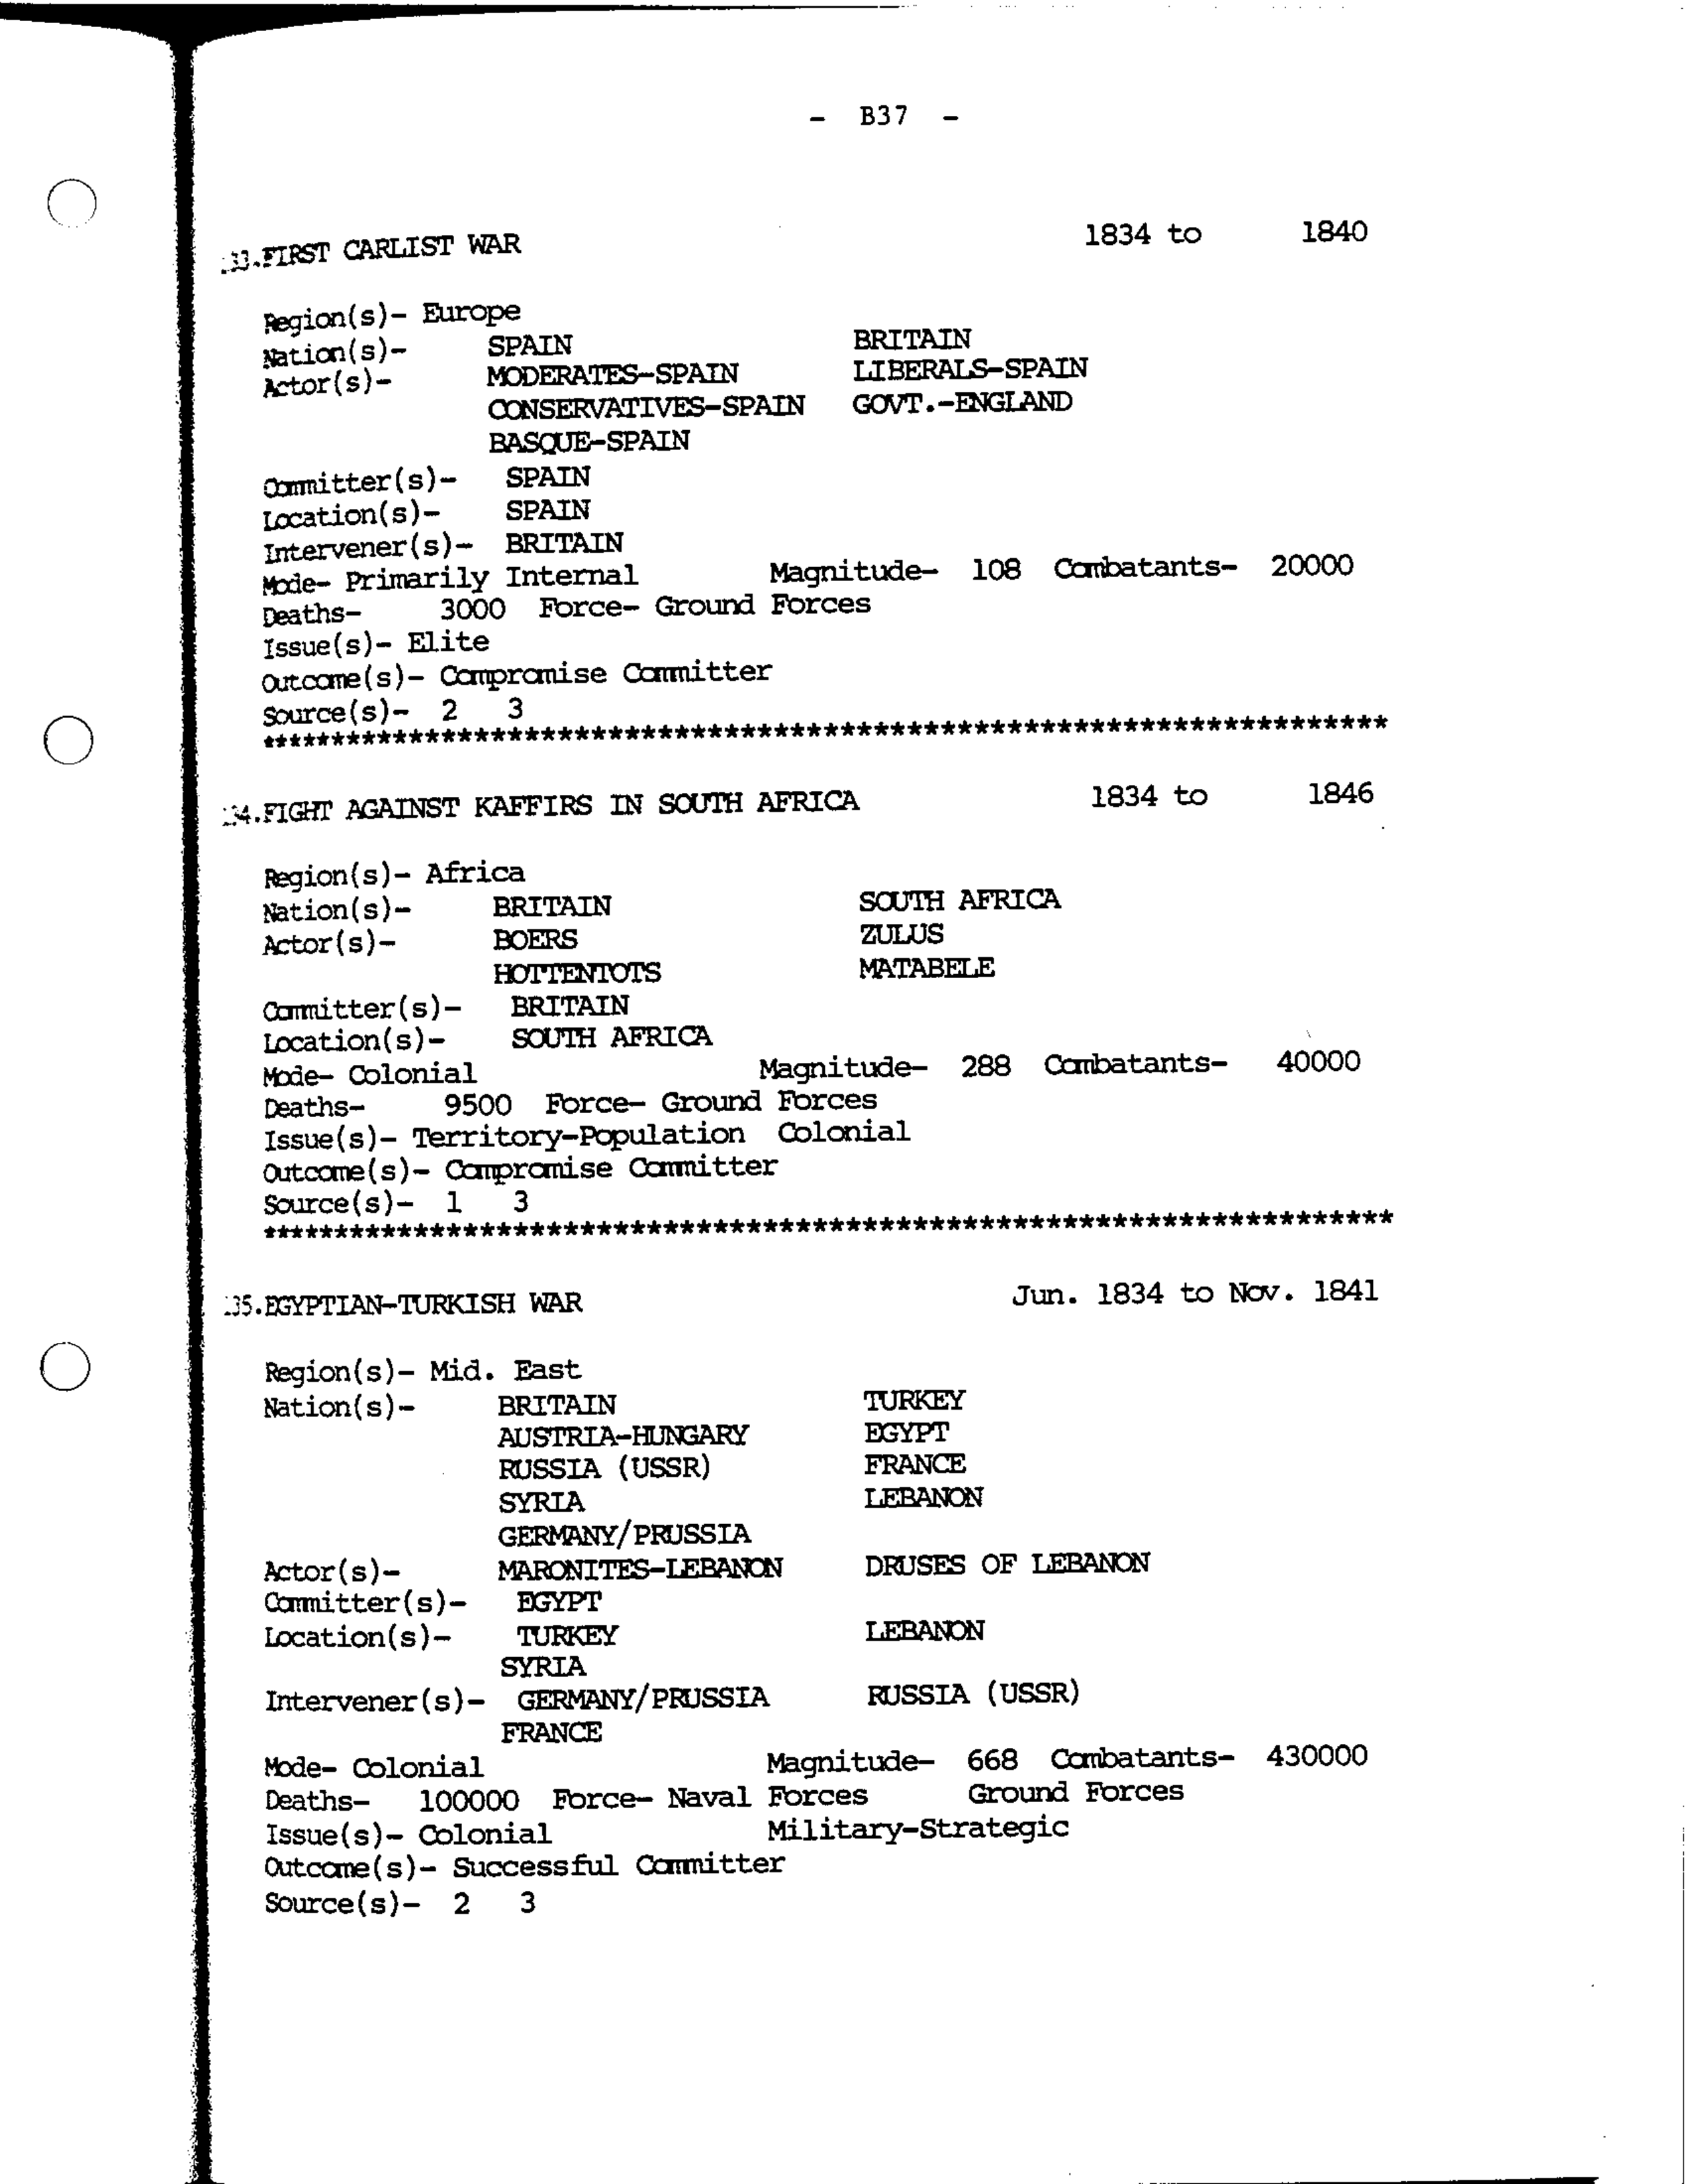 - B37 -
33.FIRST CARLIST WAR 1834 to 1840
Region(s)- Europe
Nation(s)- SPAIN BRITAIN
Actor(s)- MODERATES-SPAIN LIBERALS-SPAIN
CONSERVATIVES-SPAIN GOVT.-ENGLAND
BASQUE-SPAIN
Committer(s)- SPAIN
Location(s)- SPAIN
Intervener(s)- BRITAIN
Mode- Primarily Internal Magnitude- 108 Combatants- 20000
Deaths- 3000 Force- Ground Forces
Issue(s)- Elite
Outcome(s)- Compromise Committer
Source(s)- 2 3
**********************************************************************
34.FIGHT AGAINST KAFFIRS IN SOUTH AFRICA 1834 to 1846
Region(s)- Africa
Nation(s)- BRITAIN SOUTH AFRICA
Actor(s)- BOERS ZULUS
HOTTENTOTS MATABELE
Committer(s)- BRITAIN
Location(s)- SOUTH AFRICA
Mode- Colonial Magnitude- 288 Combatants- 40000
Deaths- 9500 Force- Ground Forces
Issue(s)- Territory-Population Colonial
Outcome(s)- Compromise Committer
Source(s)- 1 3
**********************************************************************
35.EGYPTIAN-TURKISH WAR Jun. 1834 to Nov. 1841
Region(s)- Mid. East
Nation(s)- BRITAIN TURKEY
AUSTRIA-HUNGARY EGYPT
RUSSIA (USSR) FRANCE
SYRIA LEBANON
GERMANY/PRUSSIA
Actor(s)- MARONITES-LEBANON DRUSES OF LEBANON
Committer(s)- EGYPT
Location(s)- TURKEY LEBANON
SYRIA
Intervener(s)- GERMANY/PRUSSIA RUSSIA (USSR)
FRANCE
Mode- Colonial Magnitude- 668 Combatants- 430000
Deaths- 100000 Force- Naval Forces Ground Forces
Issue(s)- Colonial Military-Strategic
Outcome(s)- Successful Committer
Source(s)- 2 3